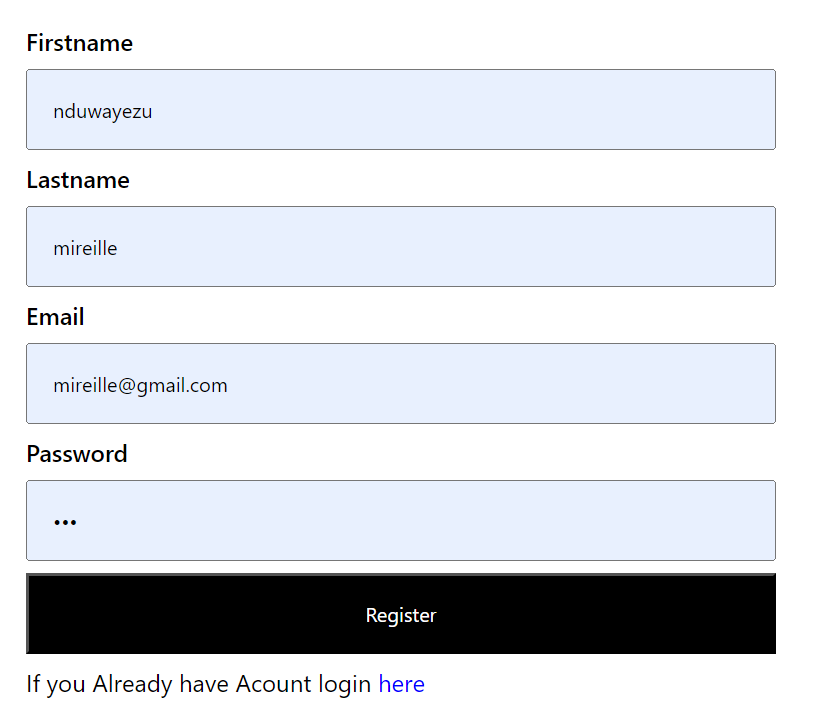 Firstname
nduwayezu
Lastname
mireille
Email
mireille@gmail.com
Password
•••
Register
If you Already have Acount login here